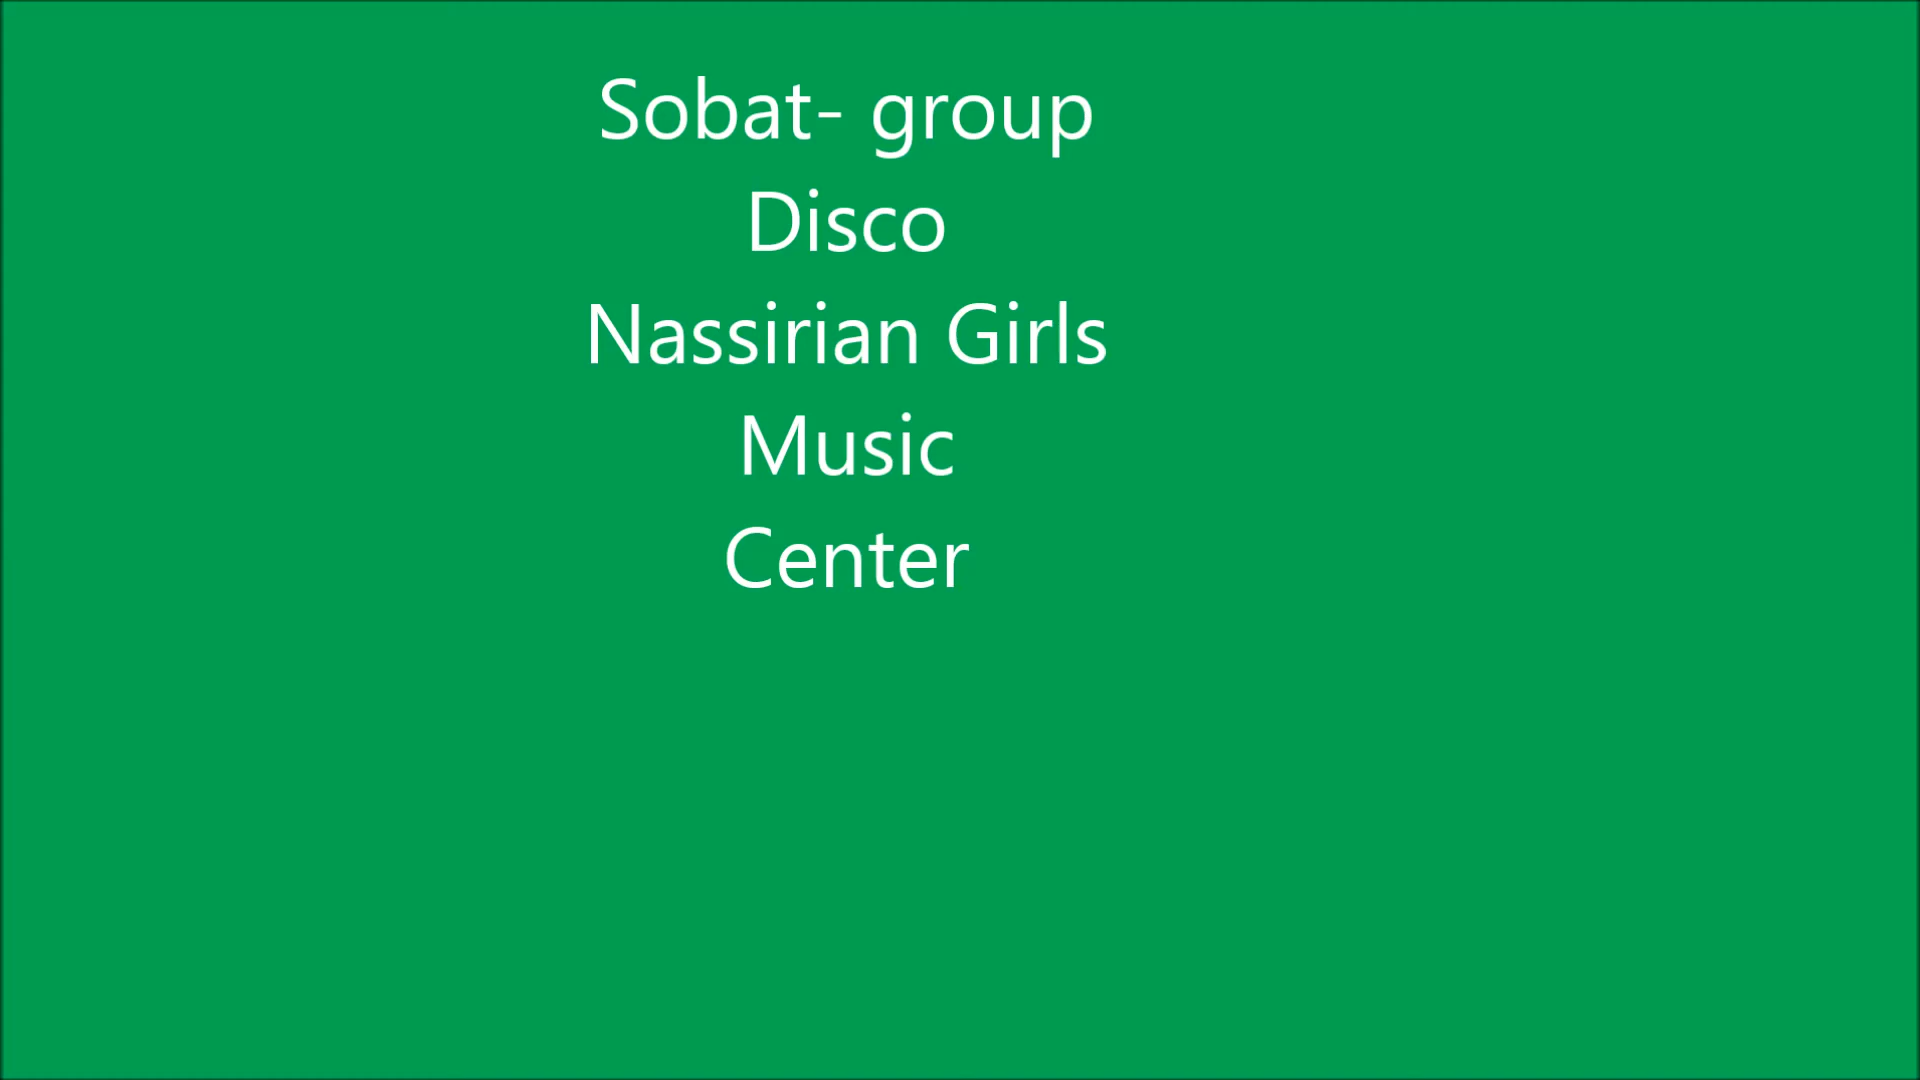 Sobat- group
Disco
Nassirian Girls
Music
Center